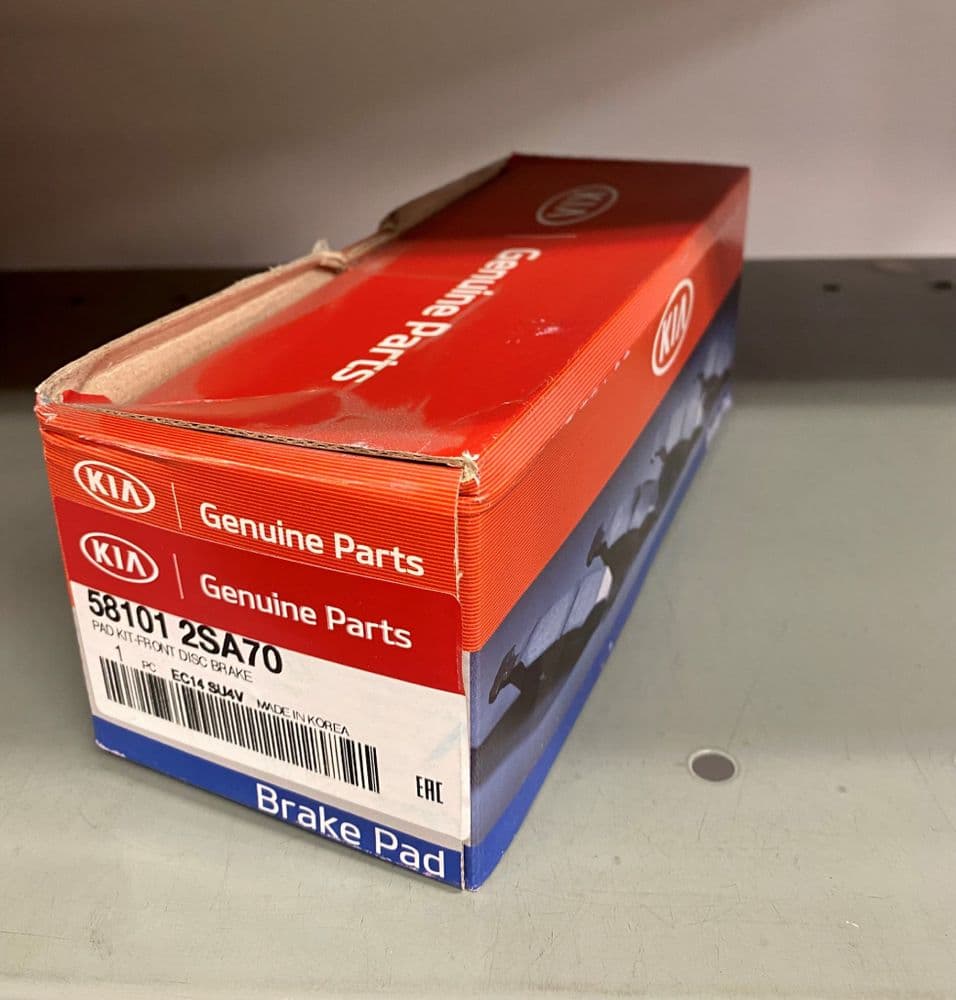 KIA
Genuine Parts
KIA
KIA
Genuine Parts
KIA
Genuine Parts
58101 2SA70
PAD KIT-FRONT DISC BRAKE
1 PC EC14 SU4V MADE IN KOREA
EAC
Brake Pad